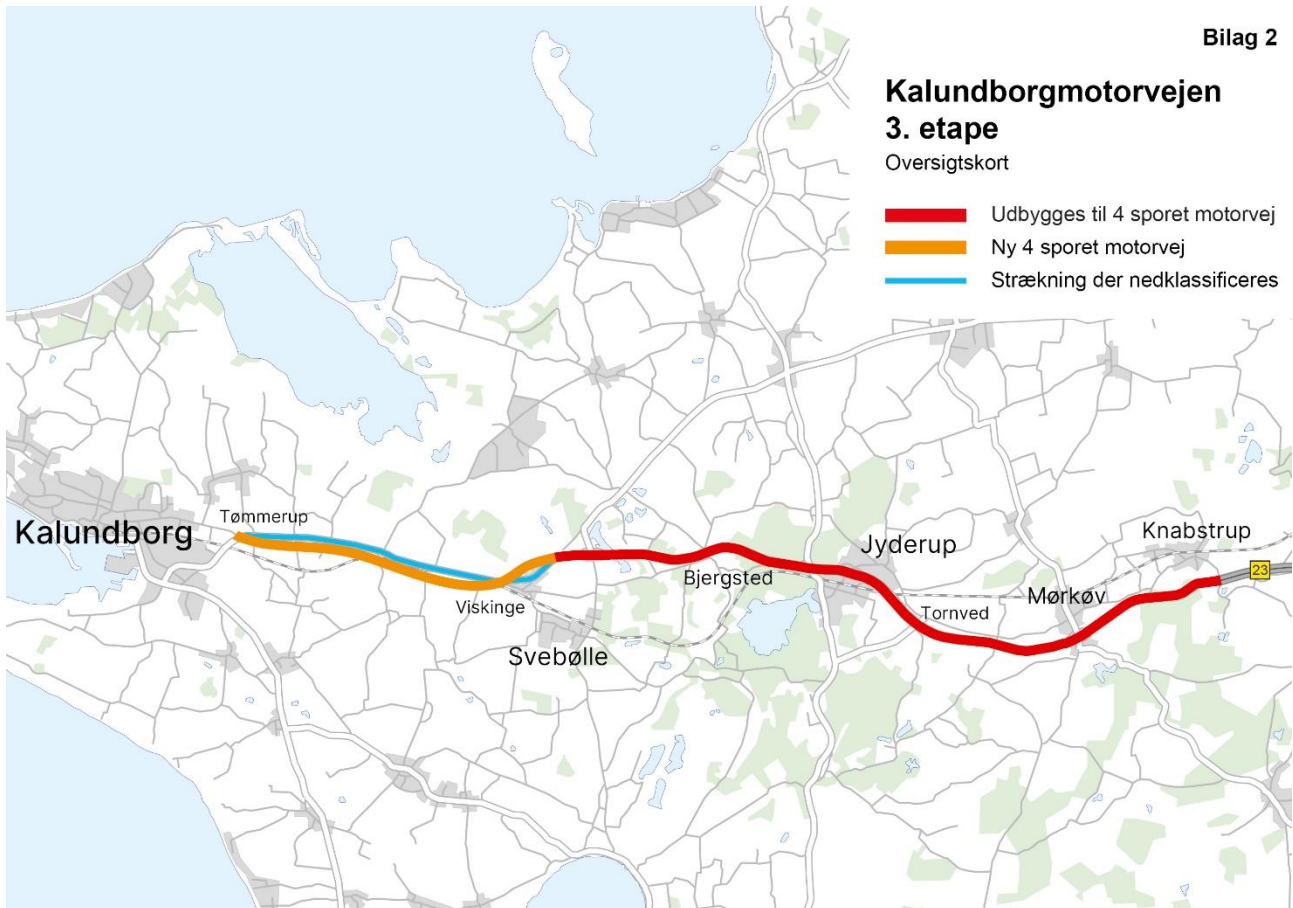 Bilag 2
Kalundborgmotorvejen
3. etape
Oversigtskort
Udbygges til 4 sporet motorvej
Ny 4 sporet motorvej
Strækning der nedklassificeres
Kalundborg
Tømmerup
Viskinge
Svebølle
Bjergsted
Jyderup
Tornved
Mørkøv
Knabstrup
23